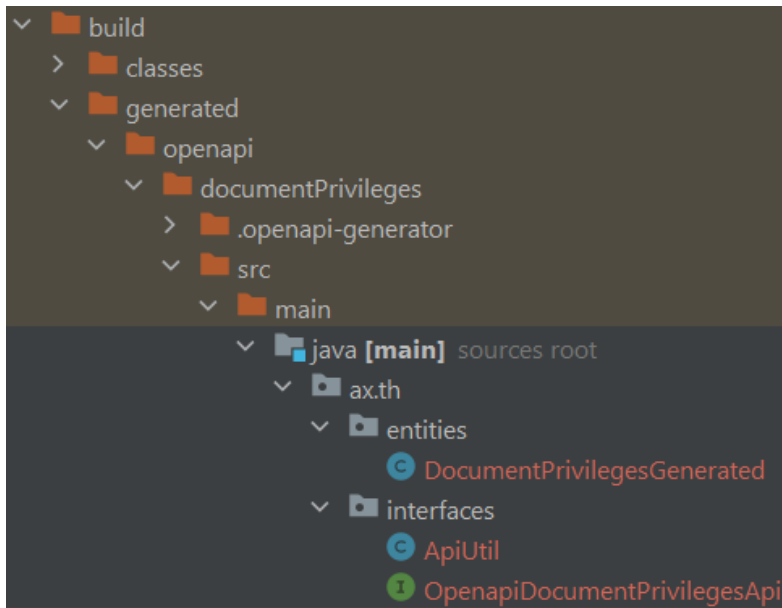 build
classes
generated
openapi
documentPrivileges
.openapi-generator
src
main
java [main] sources root
ax.th
entities
C DocumentPrivilegesGenerated
interfaces
C ApiUtil
I OpenapiDocumentPrivilegesApi